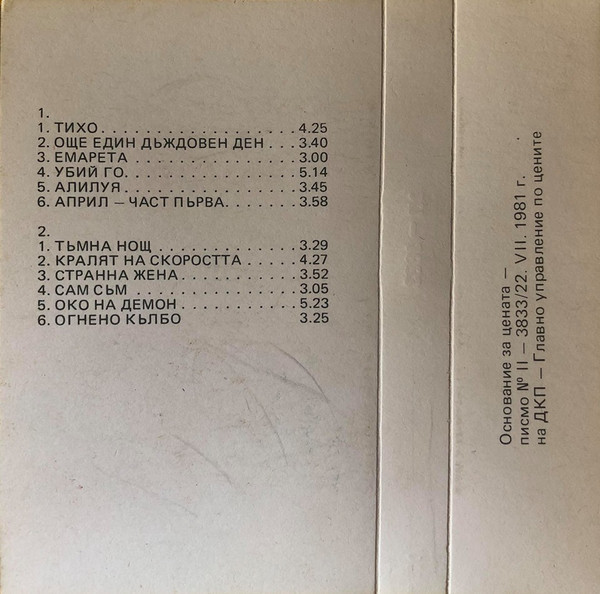 1.
1. ТИХО. . . . . . . . . . . . . . . . . . 4.25
2. ОЩЕ ЕДИН ДЪЖДОВЕН ДЕН . . . 3.40
3. ЕМАРЕТА . . . . . . . . . . . . . . . 3.00
4. УБИЙ ГО. . . . . . . . . . . . . . . . 5.14
5. АЛИЛУЯ . . . . . . . . . . . . . . . . 3.45
6. АПРИЛ – ЧАСТ ПЪРВА. . . . . . . 3.58
2.
1. ТЪМНА НОЩ . . . . . . . . . . . . . 3.29
2. КРАЛЯТ НА СКОРОСТТА . . . . . 4.27
3. СТРАННА ЖЕНА . . . . . . . . . . . 3.52
4. САМ СЪМ . . . . . . . . . . . . . . . 3.05
5. ОКО НА ДЕМОН . . . . . . . . . . . 5.23
6. ОГНЕНО КЪЛБО 3.25
Основание за цената –
писмо № II – 3833/22. VII. 1981 г.
на ДКП – Главно управление по цените